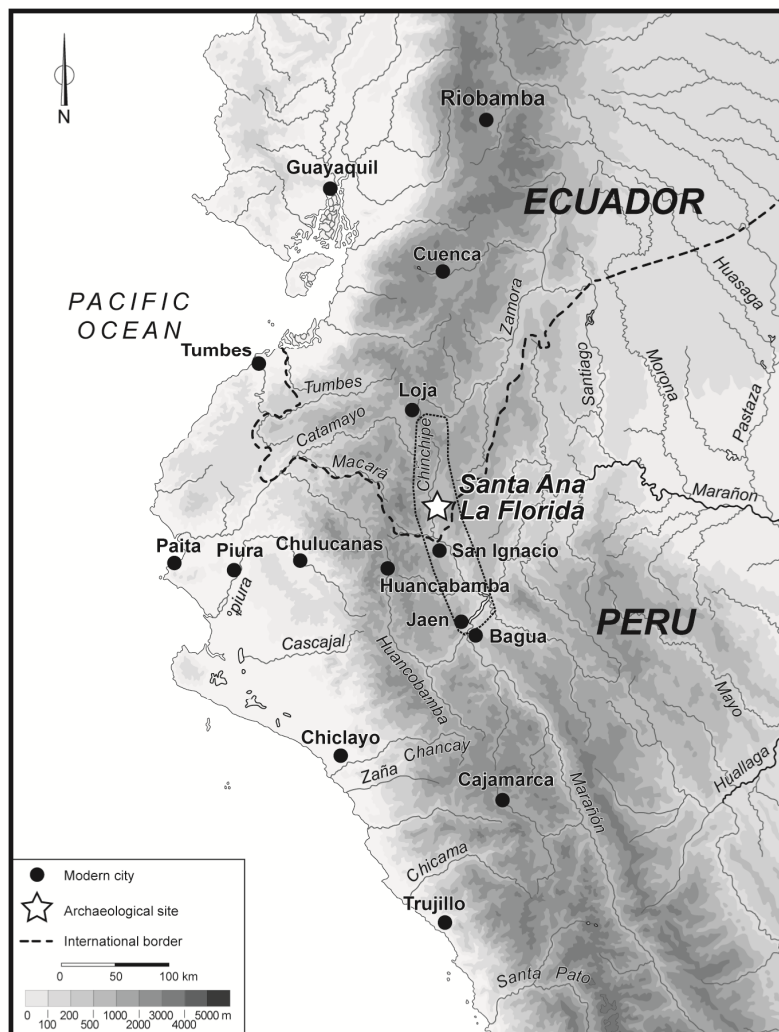 N
Riobamba
Guayaquil
ECUADOR
Cuenca
Huasaga
PACIFIC
OCEAN
Zamora
Tumbes
Santiago
Morona
Pastaza
Tumbes
Loja
Catamayo
Chinchipe
Macará
Santa Ana
La Florida
Marañon
Paita
Piura
Chulucanas
San Ignacio
Huancabamba
piura
Jaen
PERU
Bagua
Cascajal
Huancobamba
Mayo
Chiclayo
Chancay
Zaña
Huallaga
Cajamarca
Marañón
Chicama
Trujillo
Santa Pato
Modern city
Archaeological site
International border
0 50 100 km
0 200 1000 3000 5000 m
100 500 2000 4000